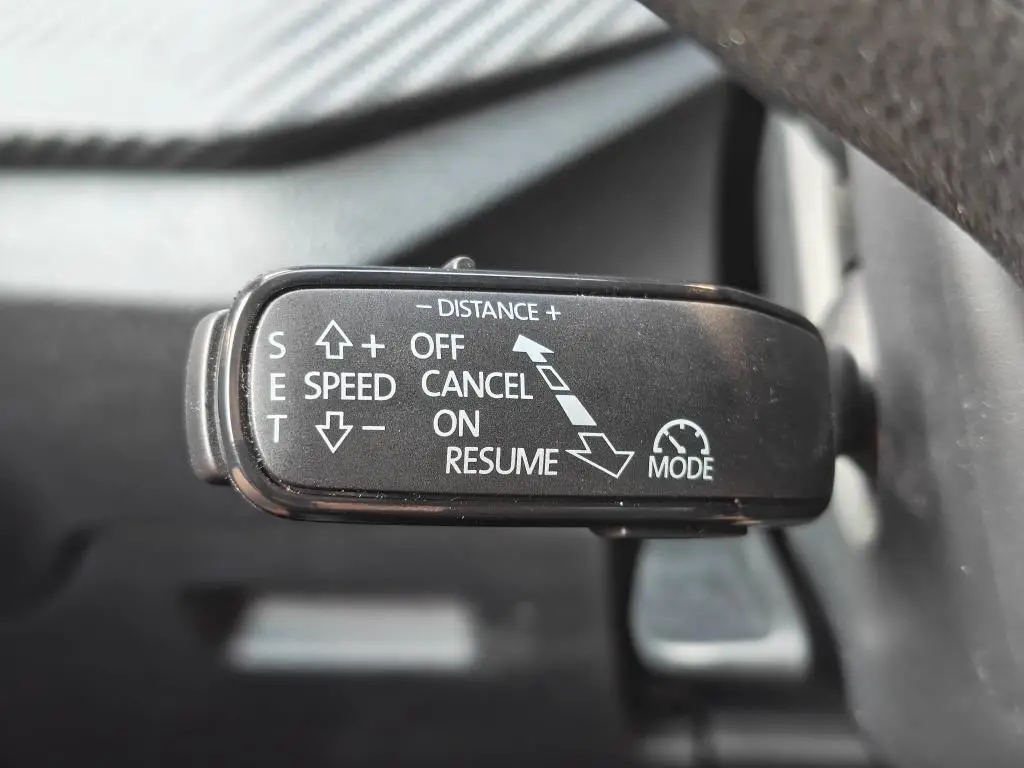 − DISTANCE +
S + OFF
E SPEED CANCEL
T − ON
RESUME MODE